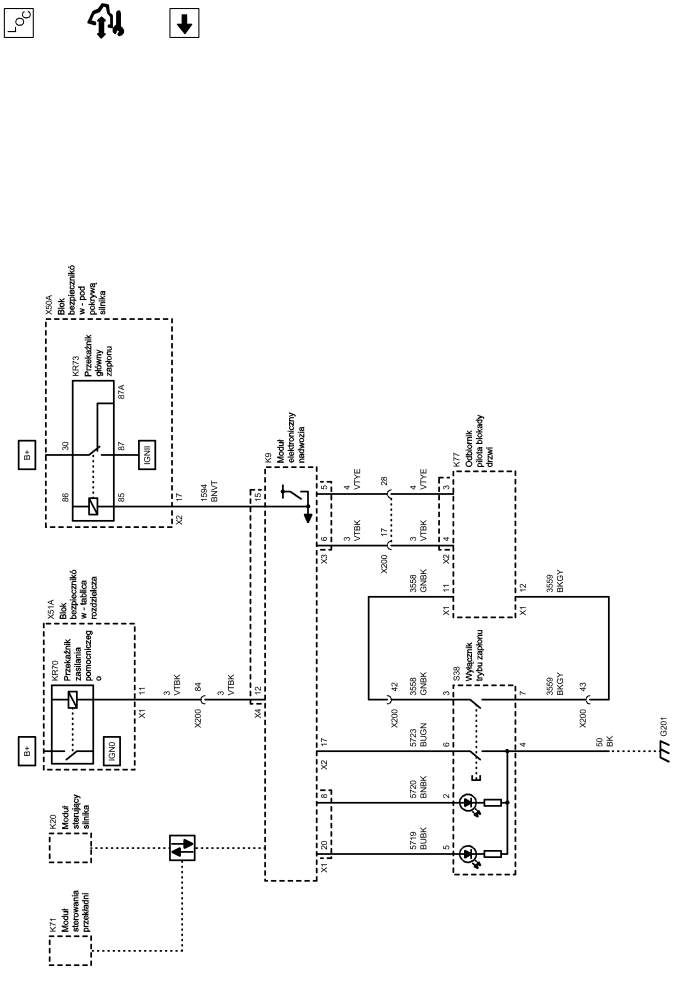 LOC
K71
Moduł
sterowania
przekładni
K20
Moduł
sterujący
silnika
B+
KR70
Przekaźnik
zasilania
pomocniczeg
o
IGN0
X51A
Blok
bezpiecznikó
w - tablica
rozdzielcza
B+
X50A
Blok
bezpiecznikó
w - pod
pokrywą
silnika
KR73
Przekaźnik
główny
zapłonu
86
30
85
87
87A
IGNII
X1
11
3
VTBK
X200
84
3
VTBK
X4
12
X2
17
1594
BNVT
15
K9
Moduł
elektroniczny
nadwozia
X1
20
8
X2
17
X3
6
5
5719
BUBK
5720
BNBK
5723
BUGN
3
VTBK
4
VTYE
X200
17
28
3
VTBK
4
VTYE
X2
4
3
K77
Odbiornik
pilota blokady
drzwi
3558
GNBK
X1
11
X1
12
3559
BKGY
X200
42
3558
GNBK
5
2
6
3
S38
Wyłącznik
trybu zapłonu
4
7
3559
BKGY
X200
43
50
BK
G201